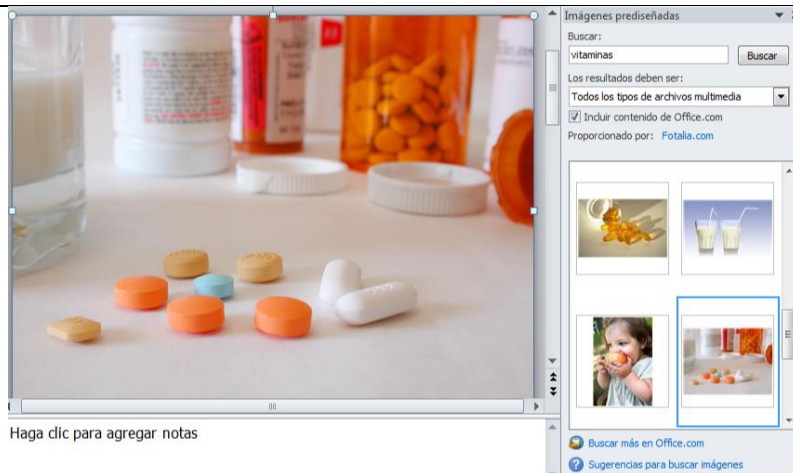 Imágenes prediseñadas
Buscar:
vitaminas
Buscar
Los resultados deben ser:
Todos los tipos de archivos multimedia
Incluir contenido de Office.com
Proporcionado por: Fotalia.com
Haga clic para agregar notas
Buscar más en Office.com
Sugerencias para buscar imágenes